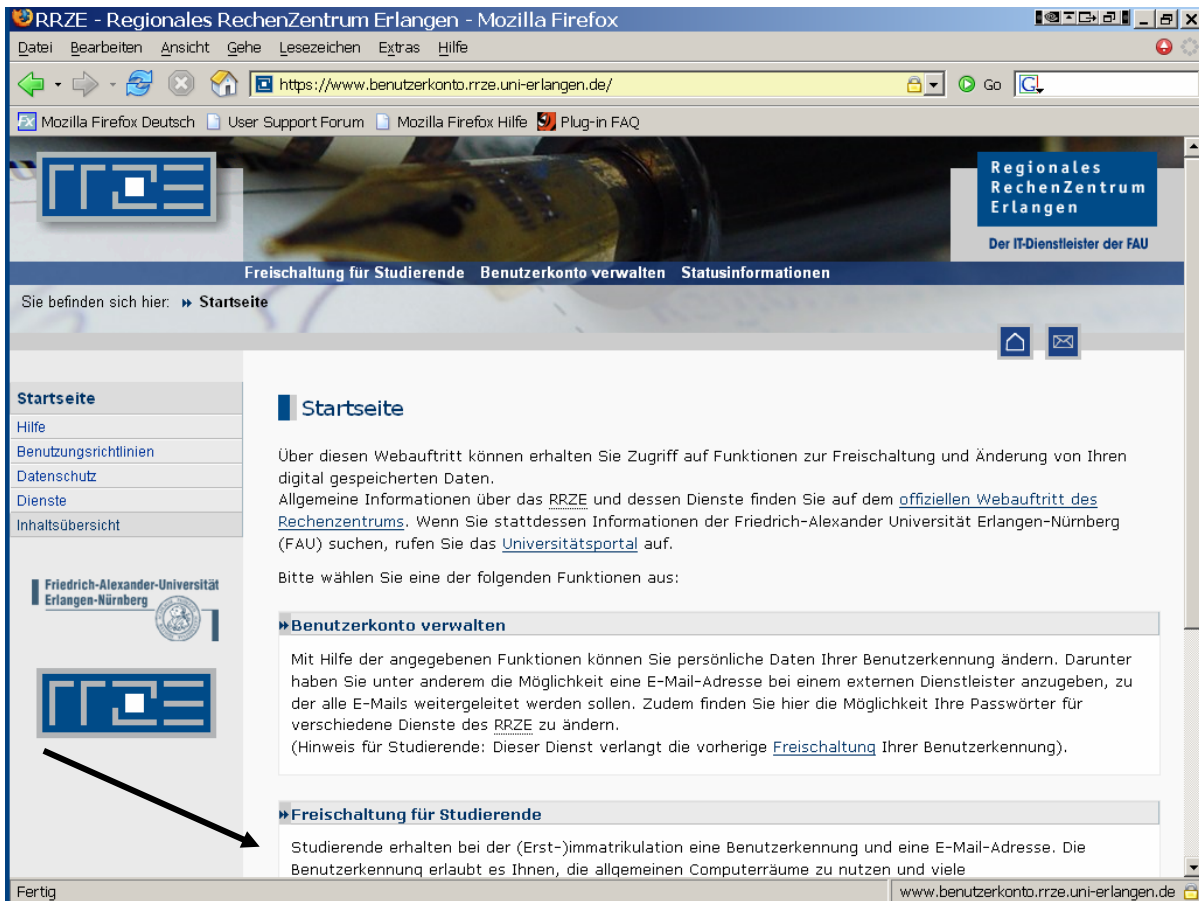 RRZE - Regionales RechenZentrum Erlangen - Mozilla Firefox
Datei Bearbeiten Ansicht Gehe Lesezeichen Extras Hilfe
https://www.benutzerkonto.rrze.uni-erlangen.de/
Go
G
Mozilla Firefox Deutsch User Support Forum Mozilla Firefox Hilfe Plug-in FAQ
rrze
Regionales
RechenZentrum
Erlangen
Der IT-Dienstleister der FAU
Freischaltung für Studierende Benutzerkonto verwalten Statusinformationen
Sie befinden sich hier: » Startseite
Startseite
Hilfe
Benutzungsrichtlinien
Datenschutz
Dienste
Inhaltsübersicht
Friedrich-Alexander-Universität
Erlangen-Nürnberg
rrze
Startseite
Über diesen Webauftritt können erhalten Sie Zugriff auf Funktionen zur Freischaltung und Änderung von Ihren
digital gespeicherten Daten.
Allgemeine Informationen über das RRZE und dessen Dienste finden Sie auf dem offiziellen Webauftritt des
Rechenzentrums. Wenn Sie stattdessen Informationen der Friedrich-Alexander Universität Erlangen-Nürnberg
(FAU) suchen, rufen Sie das Universitätsportal auf.
Bitte wählen Sie eine der folgenden Funktionen aus:
»Benutzerkonto verwalten
Mit Hilfe der angegebenen Funktionen können Sie persönliche Daten Ihrer Benutzerkennung ändern. Darunter
haben Sie unter anderem die Möglichkeit eine E-Mail-Adresse bei einem externen Dienstleister anzugeben, zu
der alle E-Mails weitergeleitet werden sollen. Zudem finden Sie hier die Möglichkeit Ihre Passwörter für
verschiedene Dienste des RRZE zu ändern.
(Hinweis für Studierende: Dieser Dienst verlangt die vorherige Freischaltung Ihrer Benutzerkennung).
»Freischaltung für Studierende
Studierende erhalten bei der (Erst-)immatrikulation eine Benutzerkennung und eine E-Mail-Adresse. Die
Benutzerkennung erlaubt es Ihnen, die allgemeinen Computerräume zu nutzen und viele
Fertig
www.benutzerkonto.rrze.uni-erlangen.de